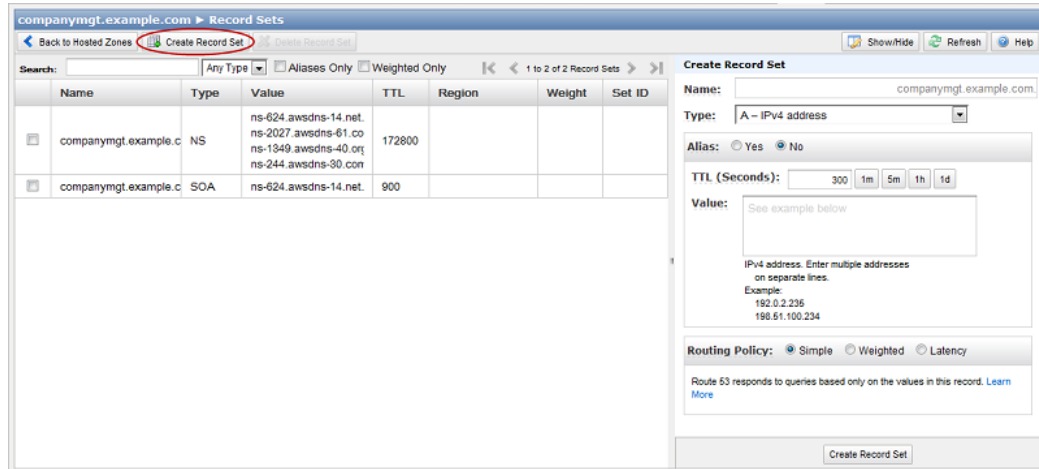 companymgt.example.com ▶ Record Sets
Back to Hosted Zones
Create Record Set
Delete Record Set
Show/Hide
Refresh
Help
Search:
Any Type
Aliases Only
Weighted Only
1 to 2 of 2 Record Sets
Name Type Value TTL Region Weight Set ID
companymgt.example.c NS
ns-624.awsdns-14.net.
ns-2027.awsdns-61.co
ns-1349.awsdns-40.org
ns-244.awsdns-30.com
172800
companymgt.example.c SOA ns-624.awsdns-14.net. 900
Create Record Set
Name: companymgt.example.com.
Type: A – IPv4 address
Alias: Yes No
TTL (Seconds): 300 1m 5m 1h 1d
Value: See example below
IPv4 address. Enter multiple addresses
on separate lines.
Example:
192.0.2.235
198.51.100.234
Routing Policy: Simple Weighted Latency
Route 53 responds to queries based only on the values in this record. Learn
More
Create Record Set